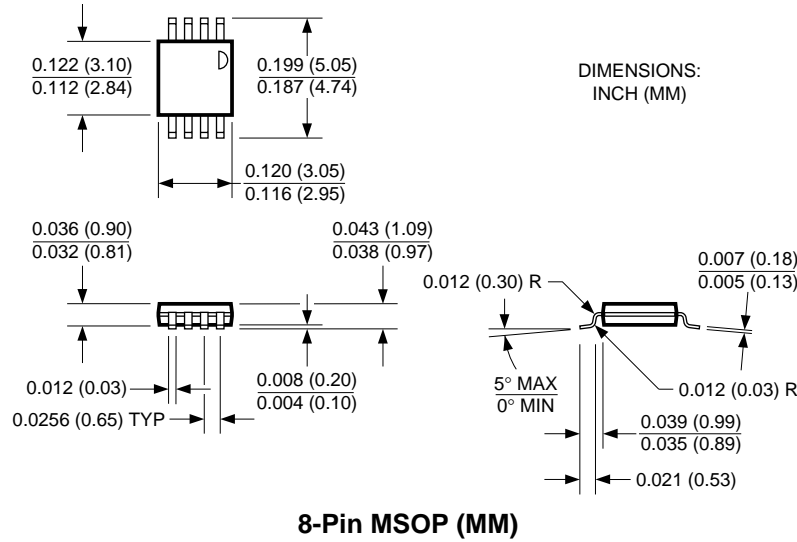 0.122 (3.10)
0.112 (2.84)
0.199 (5.05)
0.187 (4.74)
DIMENSIONS:
INCH (MM)
0.120 (3.05)
0.116 (2.95)
0.036 (0.90)
0.032 (0.81)
0.043 (1.09)
0.038 (0.97)
0.012 (0.30) R
0.007 (0.18)
0.005 (0.13)
0.012 (0.03)
0.0256 (0.65) TYP
0.008 (0.20)
0.004 (0.10)
5° MAX
0° MIN
0.012 (0.03) R
0.039 (0.99)
0.035 (0.89)
0.021 (0.53)
8-Pin MSOP (MM)